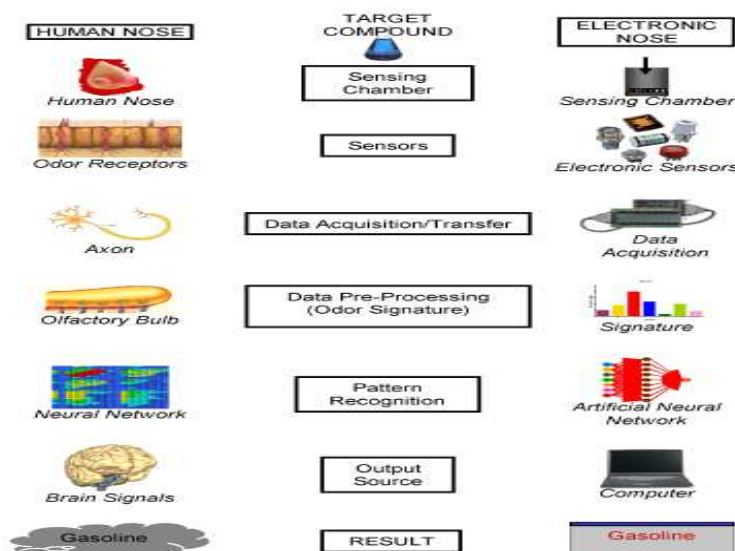 HUMAN NOSE
TARGET
COMPOUND
ELECTRONIC
NOSE
Human Nose
Sensing
Chamber
Sensing Chamber
Odor Receptors
Sensors
Electronic Sensors
Axon
Data Acquisition/Transfer
Data
Acquisition
Olfactory Bulb
Data Pre-Processing
(Odor Signature)
Signature
Neural Network
Pattern
Recognition
Artificial Neural
Network
Brain Signals
Output
Source
Computer
Gasoline
RESULT
Gasoline